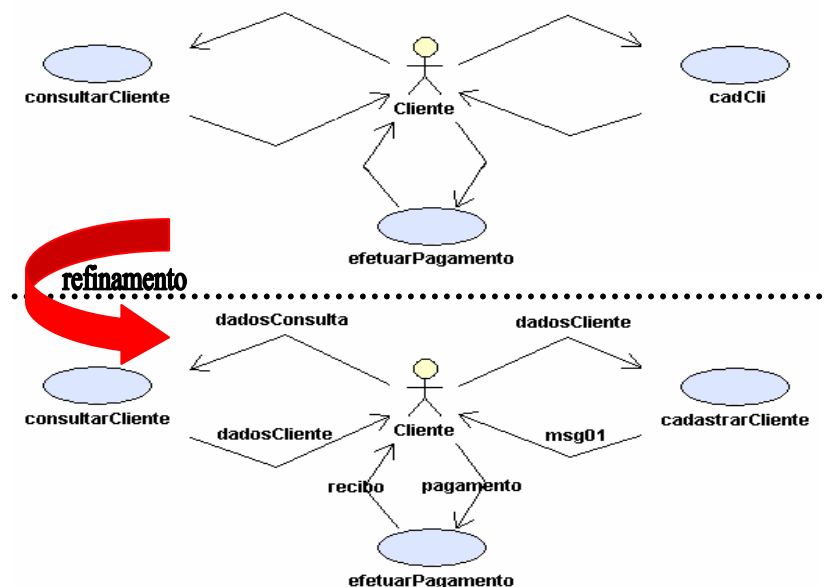 consultarCliente
Cliente
cadCli
efetuarPagamento
refinamento
dadosConsulta
dadosCliente
consultarCliente
dadosCliente
Cliente
msg01
cadastrarCliente
recibo
pagamento
efetuarPagamento